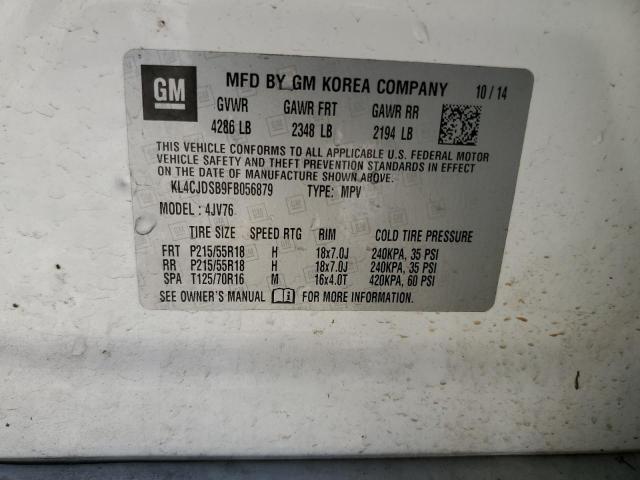 GM MFD BY GM KOREA COMPANY 10/14
GVWR GAWR FRT GAWR RR
4286 LB 2348 LB 2194 LB
THIS VEHICLE CONFORMS TO ALL APPLICABLE U.S. FEDERAL MOTOR
VEHICLE SAFETY AND THEFT PREVENTION STANDARDS IN EFFECT
ON THE DATE OF MANUFACTURE SHOWN ABOVE.
KL4CJDSB9FB056879 TYPE: MPV
MODEL: 4JV76
TIRE SIZE SPEED RTG RIM COLD TIRE PRESSURE
FRT P215/55R18 H 18x7.0J 240KPA, 35 PSI
RR P215/55R18 H 18x7.0J 240KPA, 35 PSI
SPA T125/70R16 M 16x4.0T 420KPA, 60 PSI
SEE OWNER'S MANUAL FOR MORE INFORMATION.